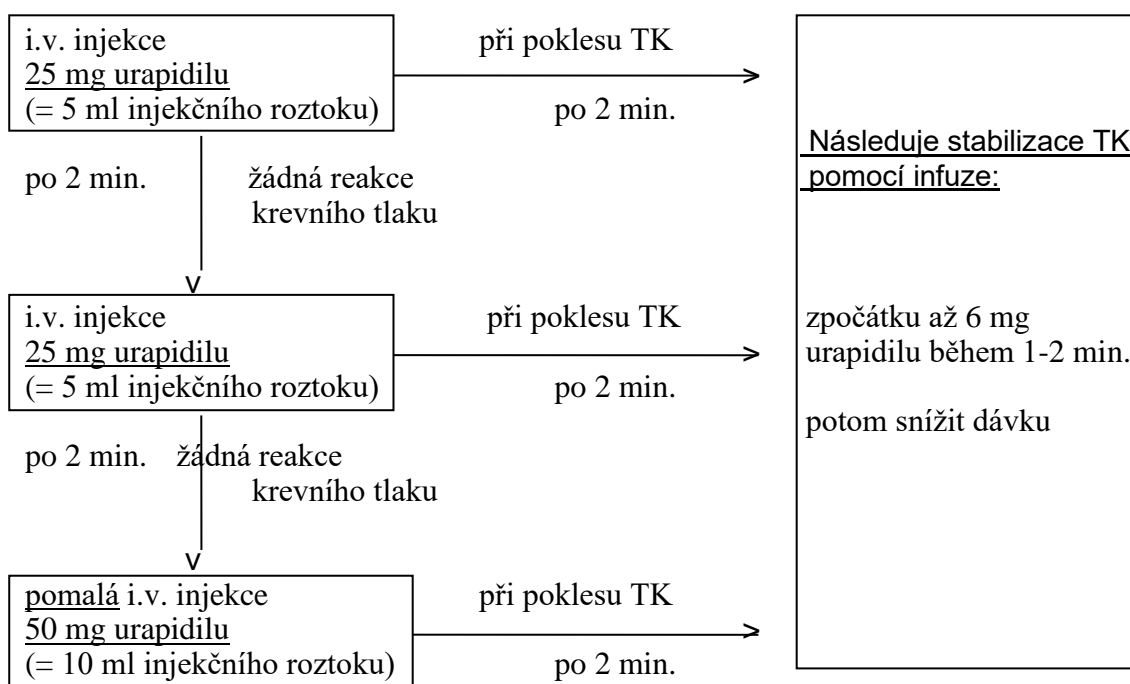 i.v. injekce
25 mg urapidilu
(= 5 ml injekčního roztoku)
při poklesu TK
>
po 2 min.
Následuje stabilizace TK
pomocí infuze:
po 2 min.
žádná reakce
krevního tlaku
v
i.v. injekce
25 mg urapidilu
(= 5 ml injekčního roztoku)
při poklesu TK
>
po 2 min.
zpočátku až 6 mg
urapidilu během 1-2 min.
potom snížit dávku
po 2 min.
žádná reakce
krevního tlaku
v
pomalá i.v. injekce
50 mg urapidilu
(= 10 ml injekčního roztoku)
při poklesu TK
>
po 2 min.